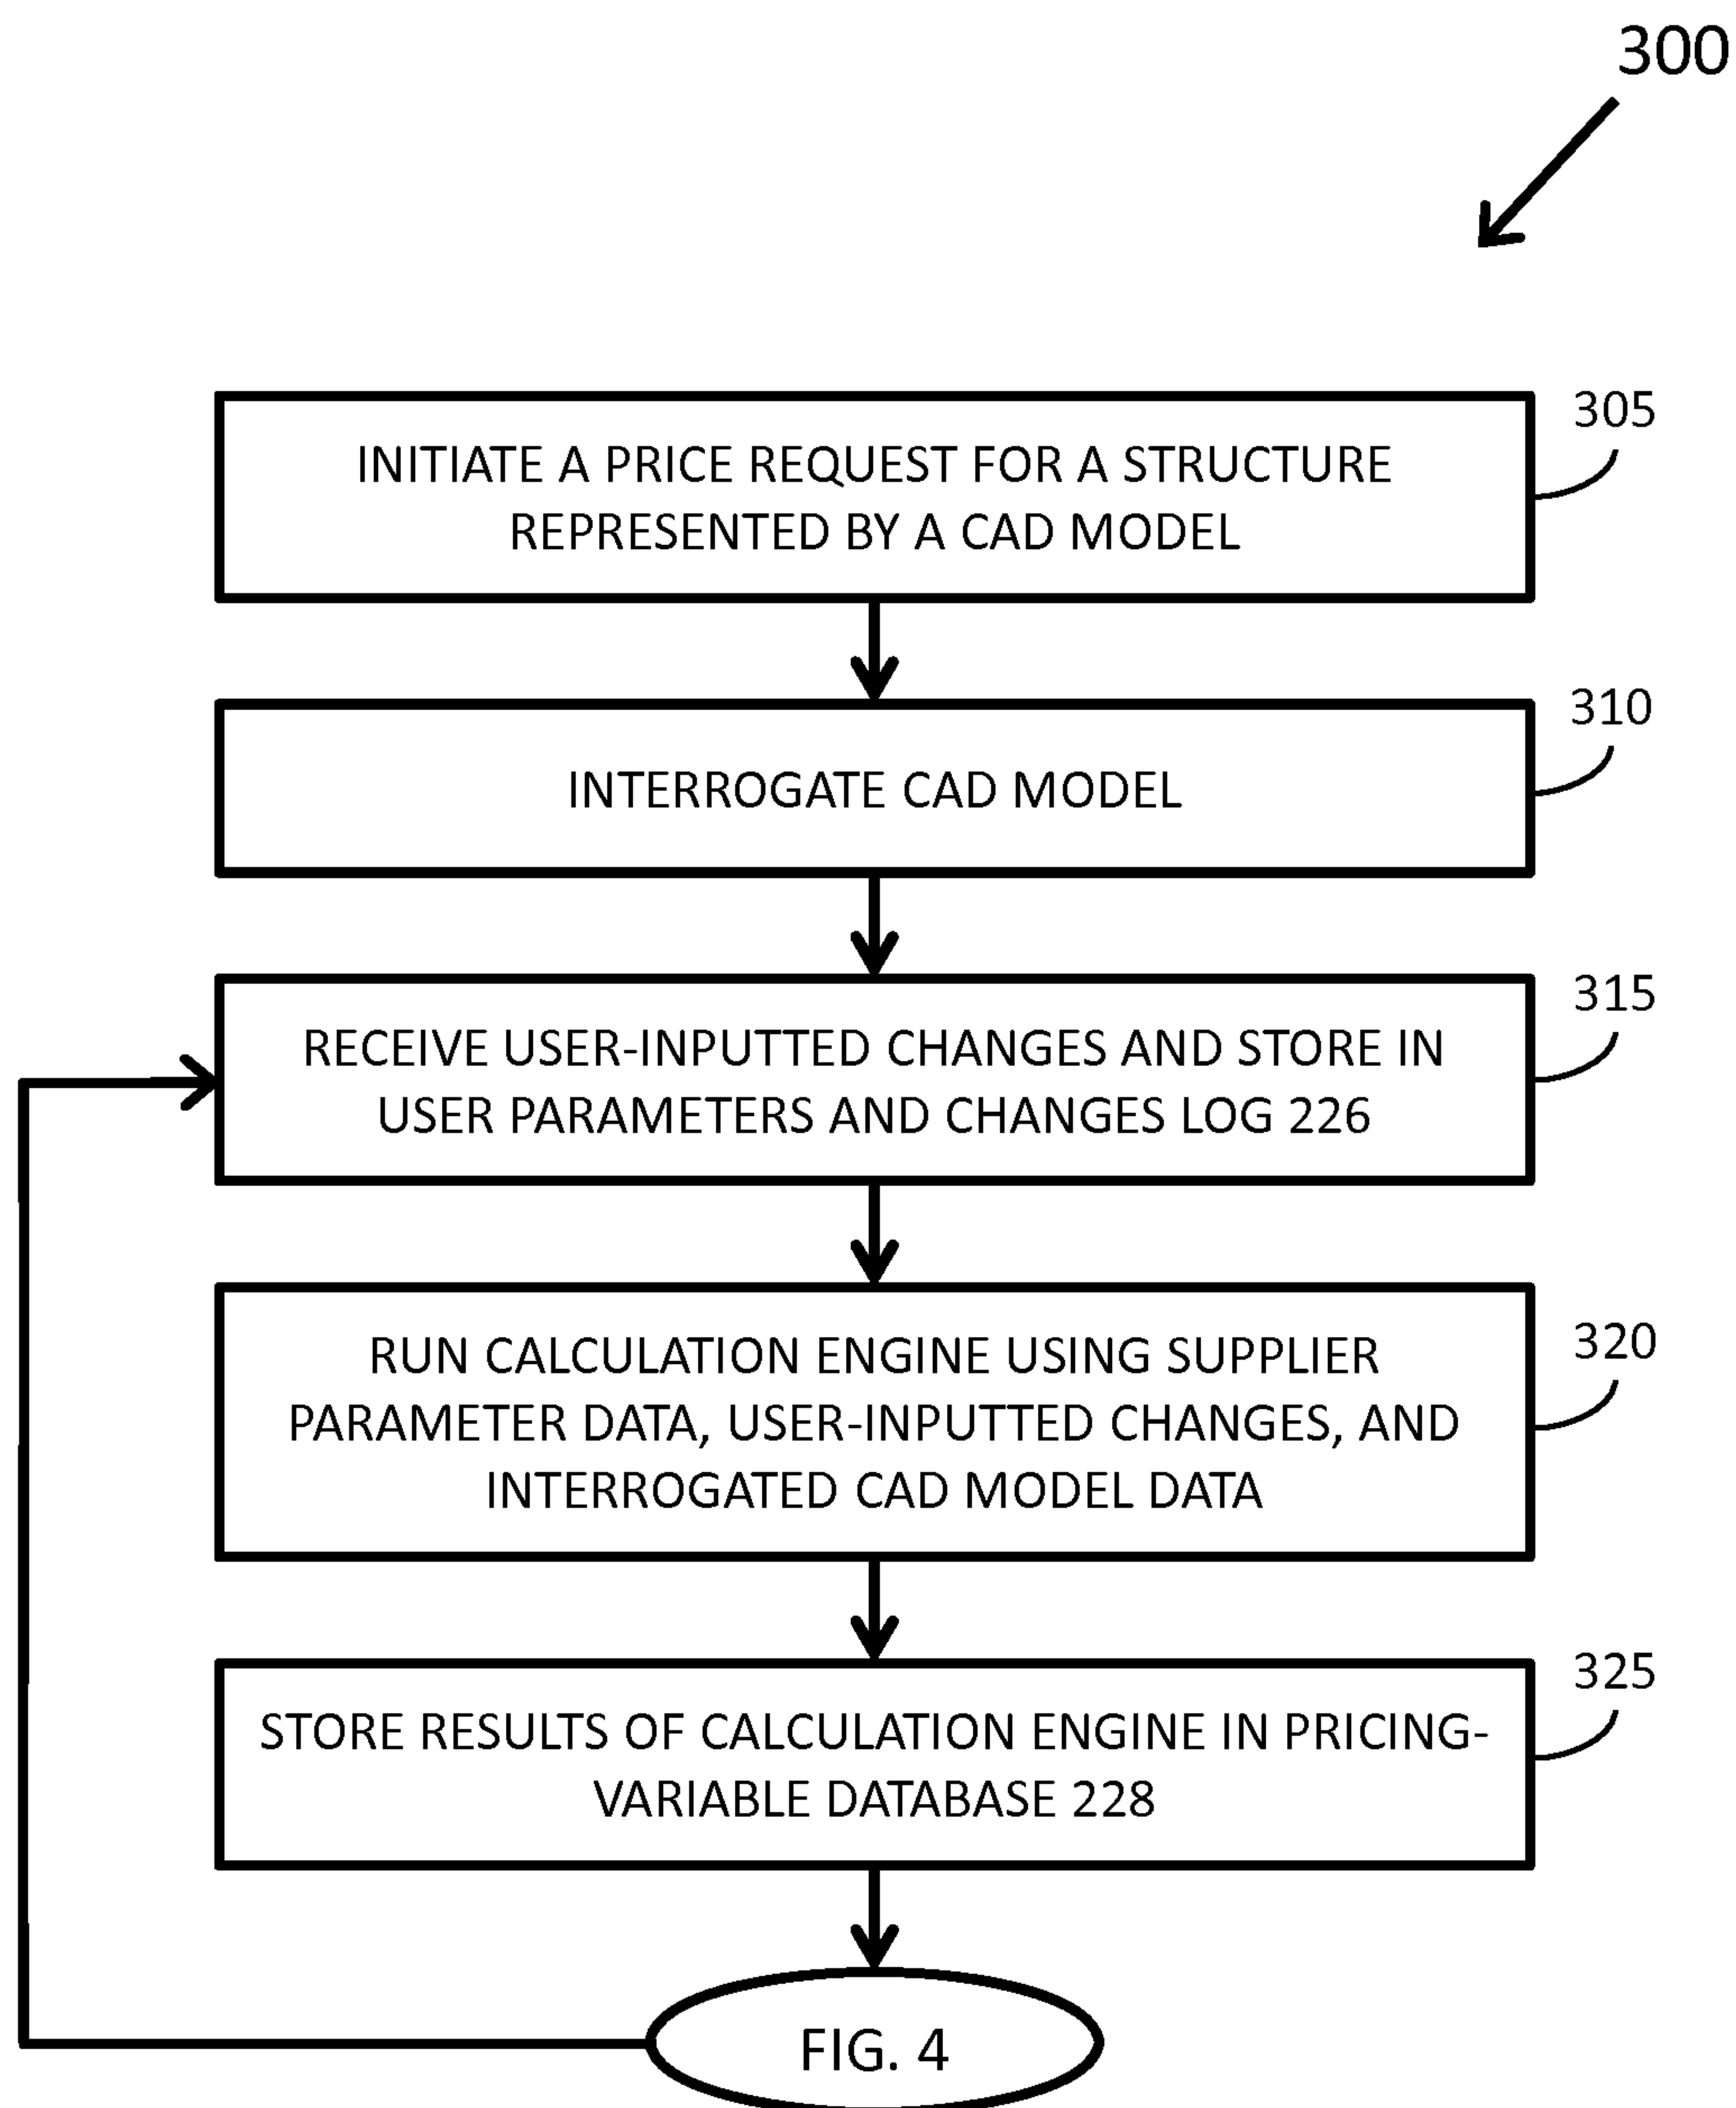 300
305
INITIATE A PRICE REQUEST FOR A STRUCTURE
REPRESENTED BY A CAD MODEL
310
INTERROGATE CAD MODEL
315
RECEIVE USER-INPUTTED CHANGES AND STORE IN
USER PARAMETERS AND CHANGES LOG 226
320
RUN CALCULATION ENGINE USING SUPPLIER
PARAMETER DATA, USER-INPUTTED CHANGES, AND
INTERROGATED CAD MODEL DATA
325
STORE RESULTS OF CALCULATION ENGINE IN PRICING-
VARIABLE DATABASE 228
FIG. 4